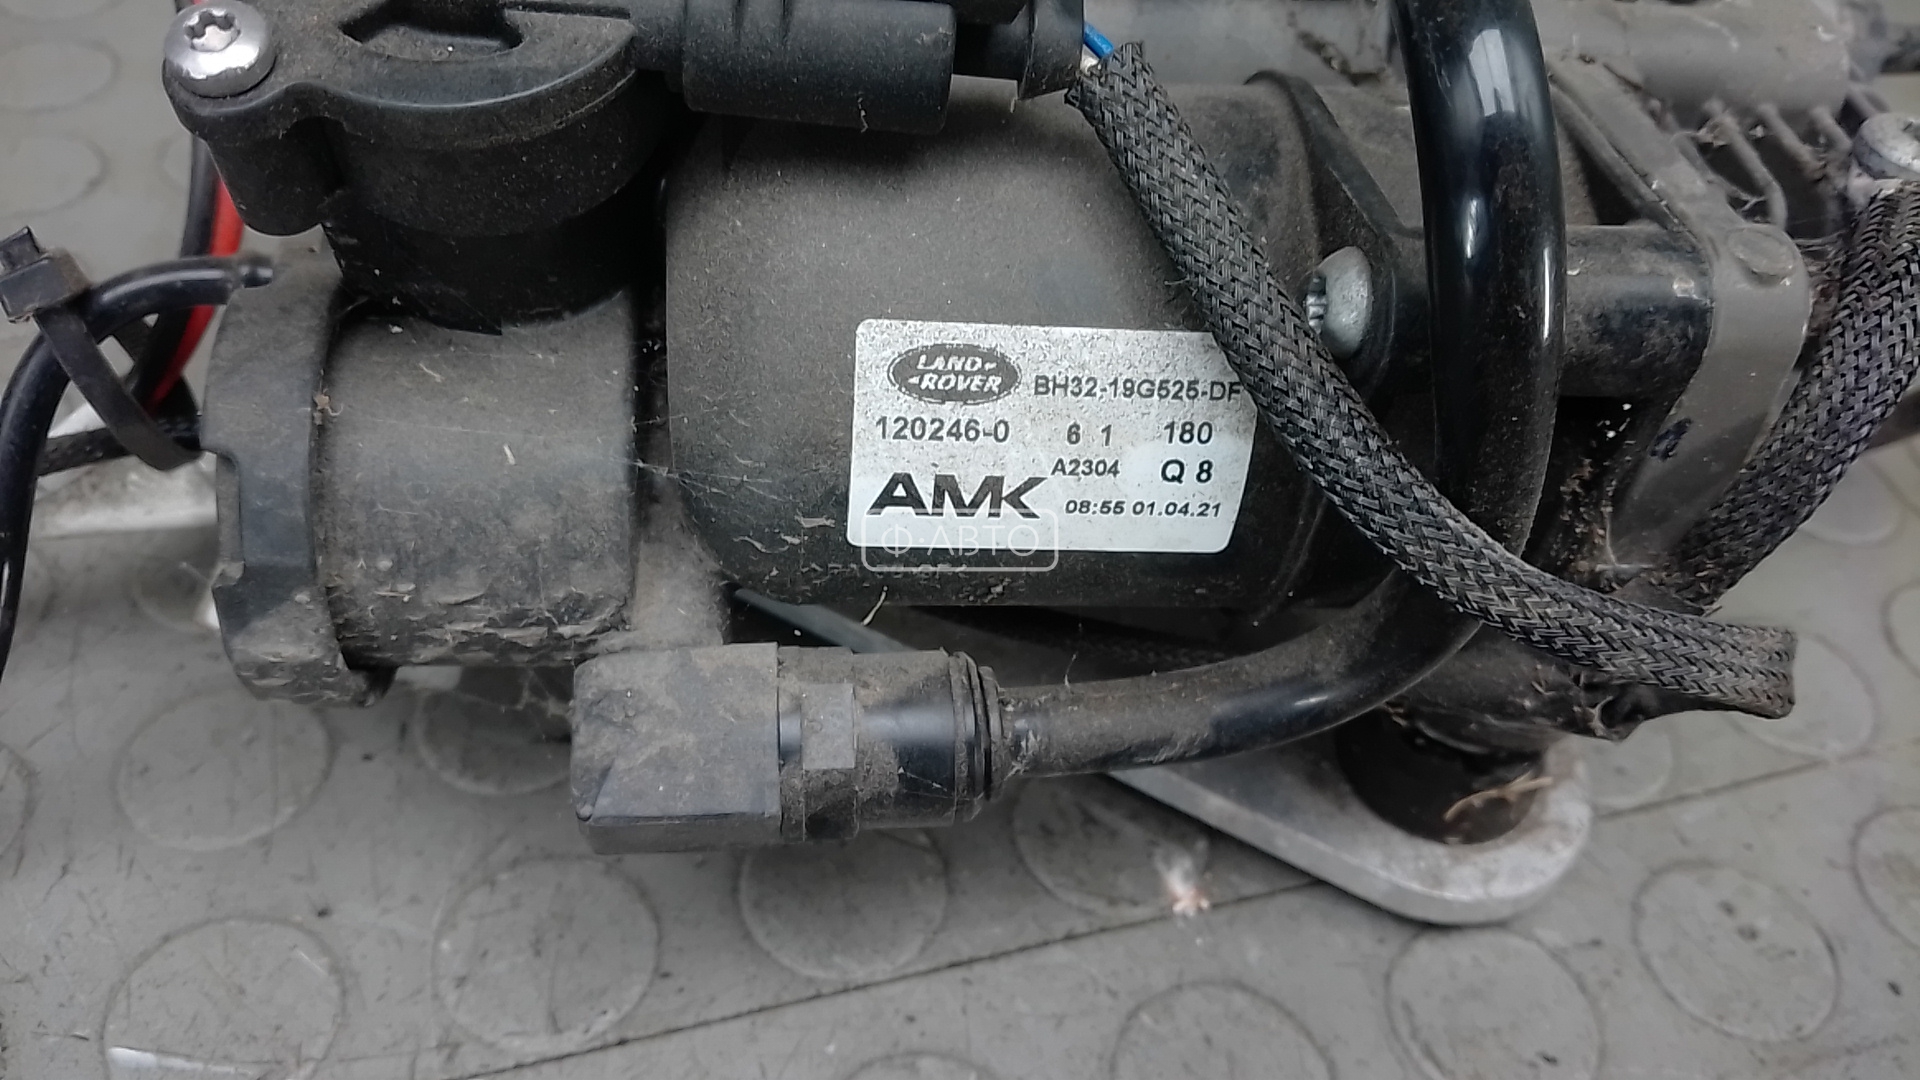 LAND ROVER BH32-19G525-DF
120246-0 6 1 180
A2304 Q 8
AMK 08:55 01.04.21
Ф·АВТО